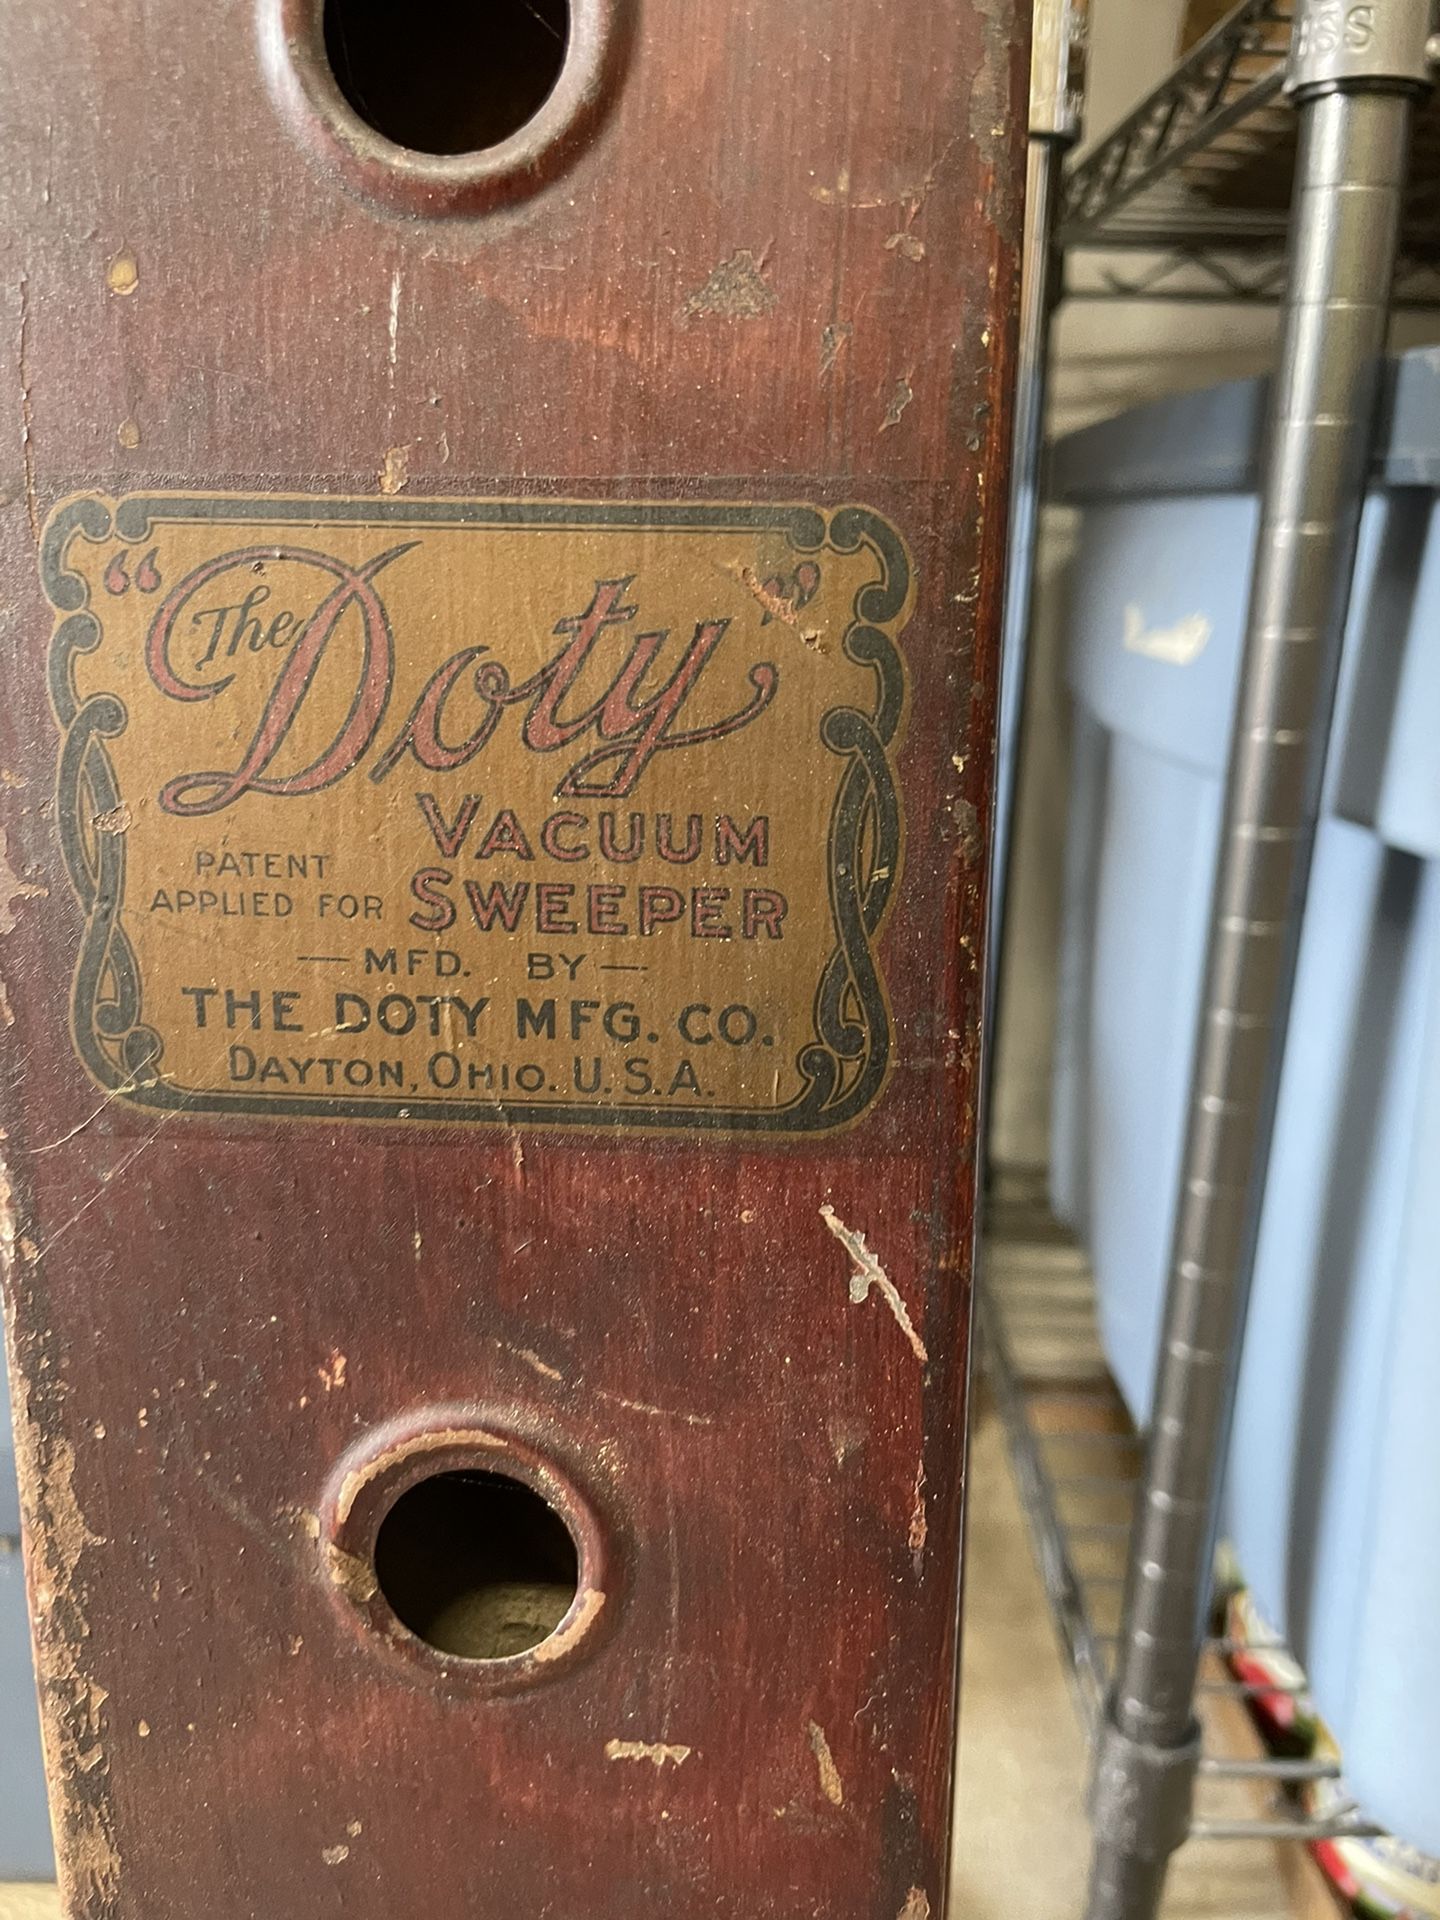 "The Doty"
VACUUM
PATENT
APPLIED FOR SWEEPER
— MFD. BY —
THE DOTY MFG. CO.
DAYTON, OHIO. U.S.A.